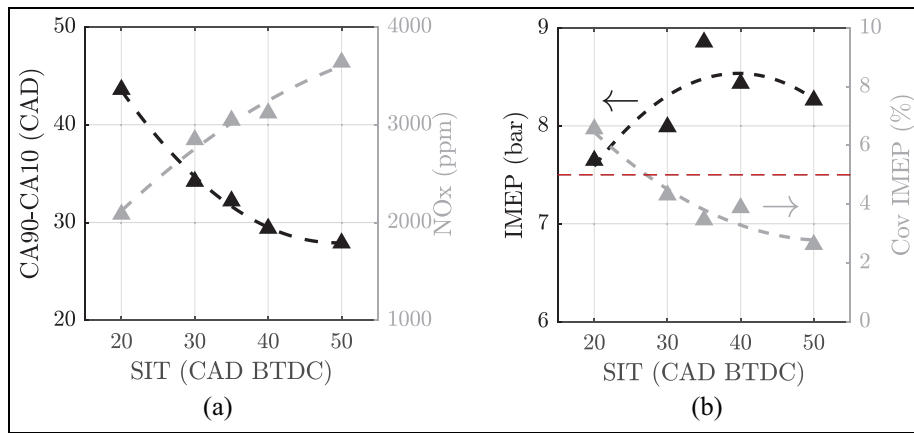 50
40
30
20
CA90-CA10 (CAD)
4000
3000
2000
1000
NOx (ppm)
20 30 40 50
SIT (CAD BTDC)
(a)
9
8
7
6
IMEP (bar)
10
8
6
4
2
0
Cov IMEP (%)
20 30 40 50
SIT (CAD BTDC)
(b)